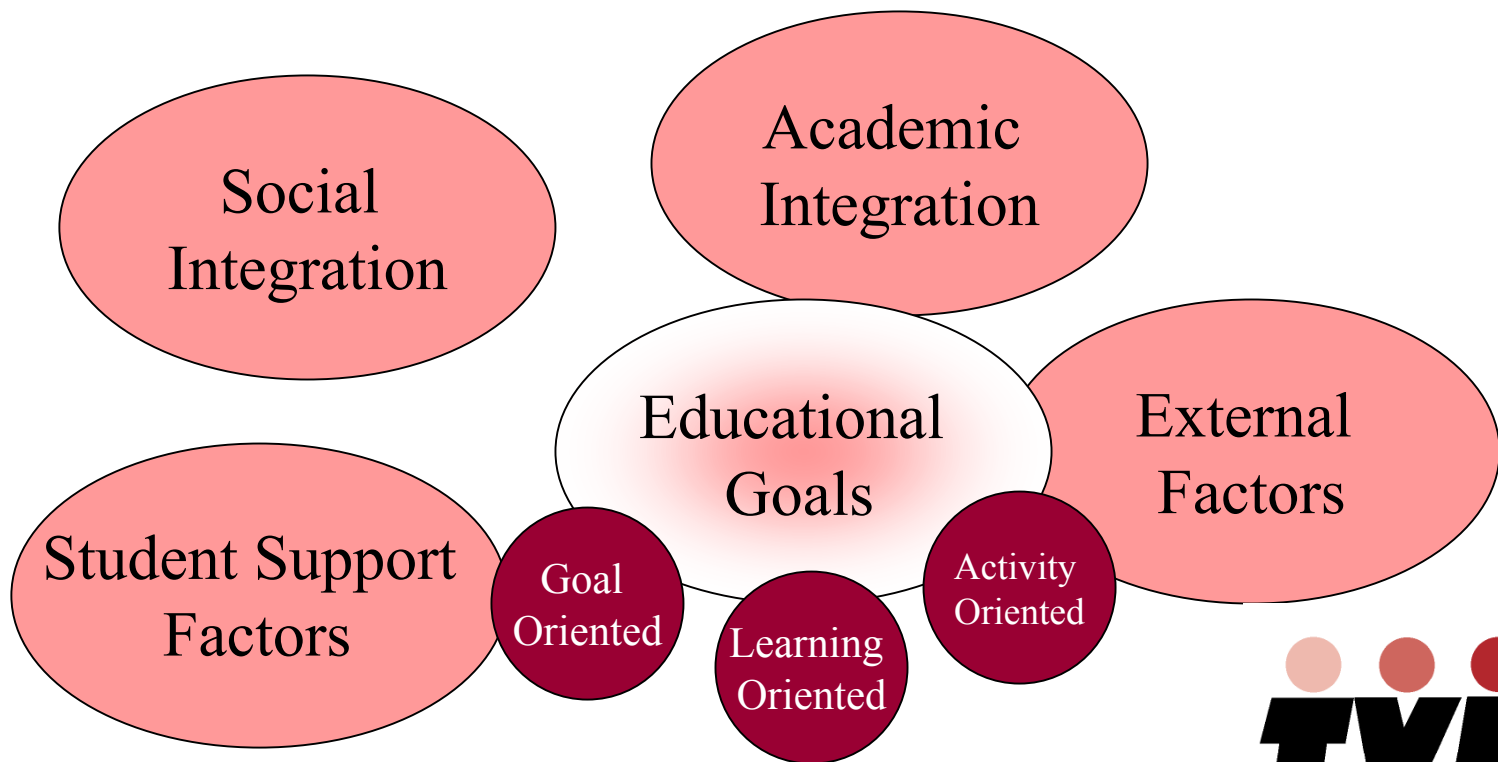 Social
Integration
Academic
Integration
Educational
Goals
External
Factors
Student Support
Factors
Goal
Oriented
Learning
Oriented
Activity
Oriented